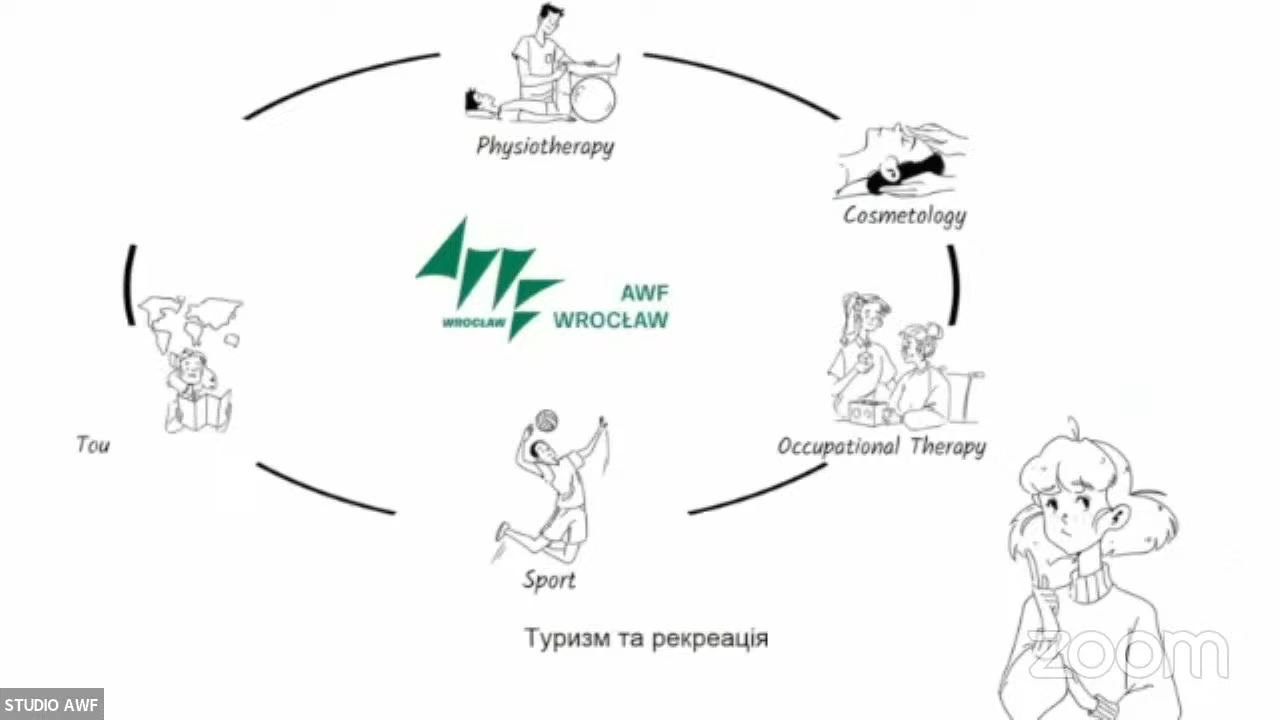 Physiotherapy
Cosmetology
WROCŁAW
AWF
WROCŁAW
Tou
Occupational Therapy
Sport
Туризм та рекреація
zoom
STUDIO AWF